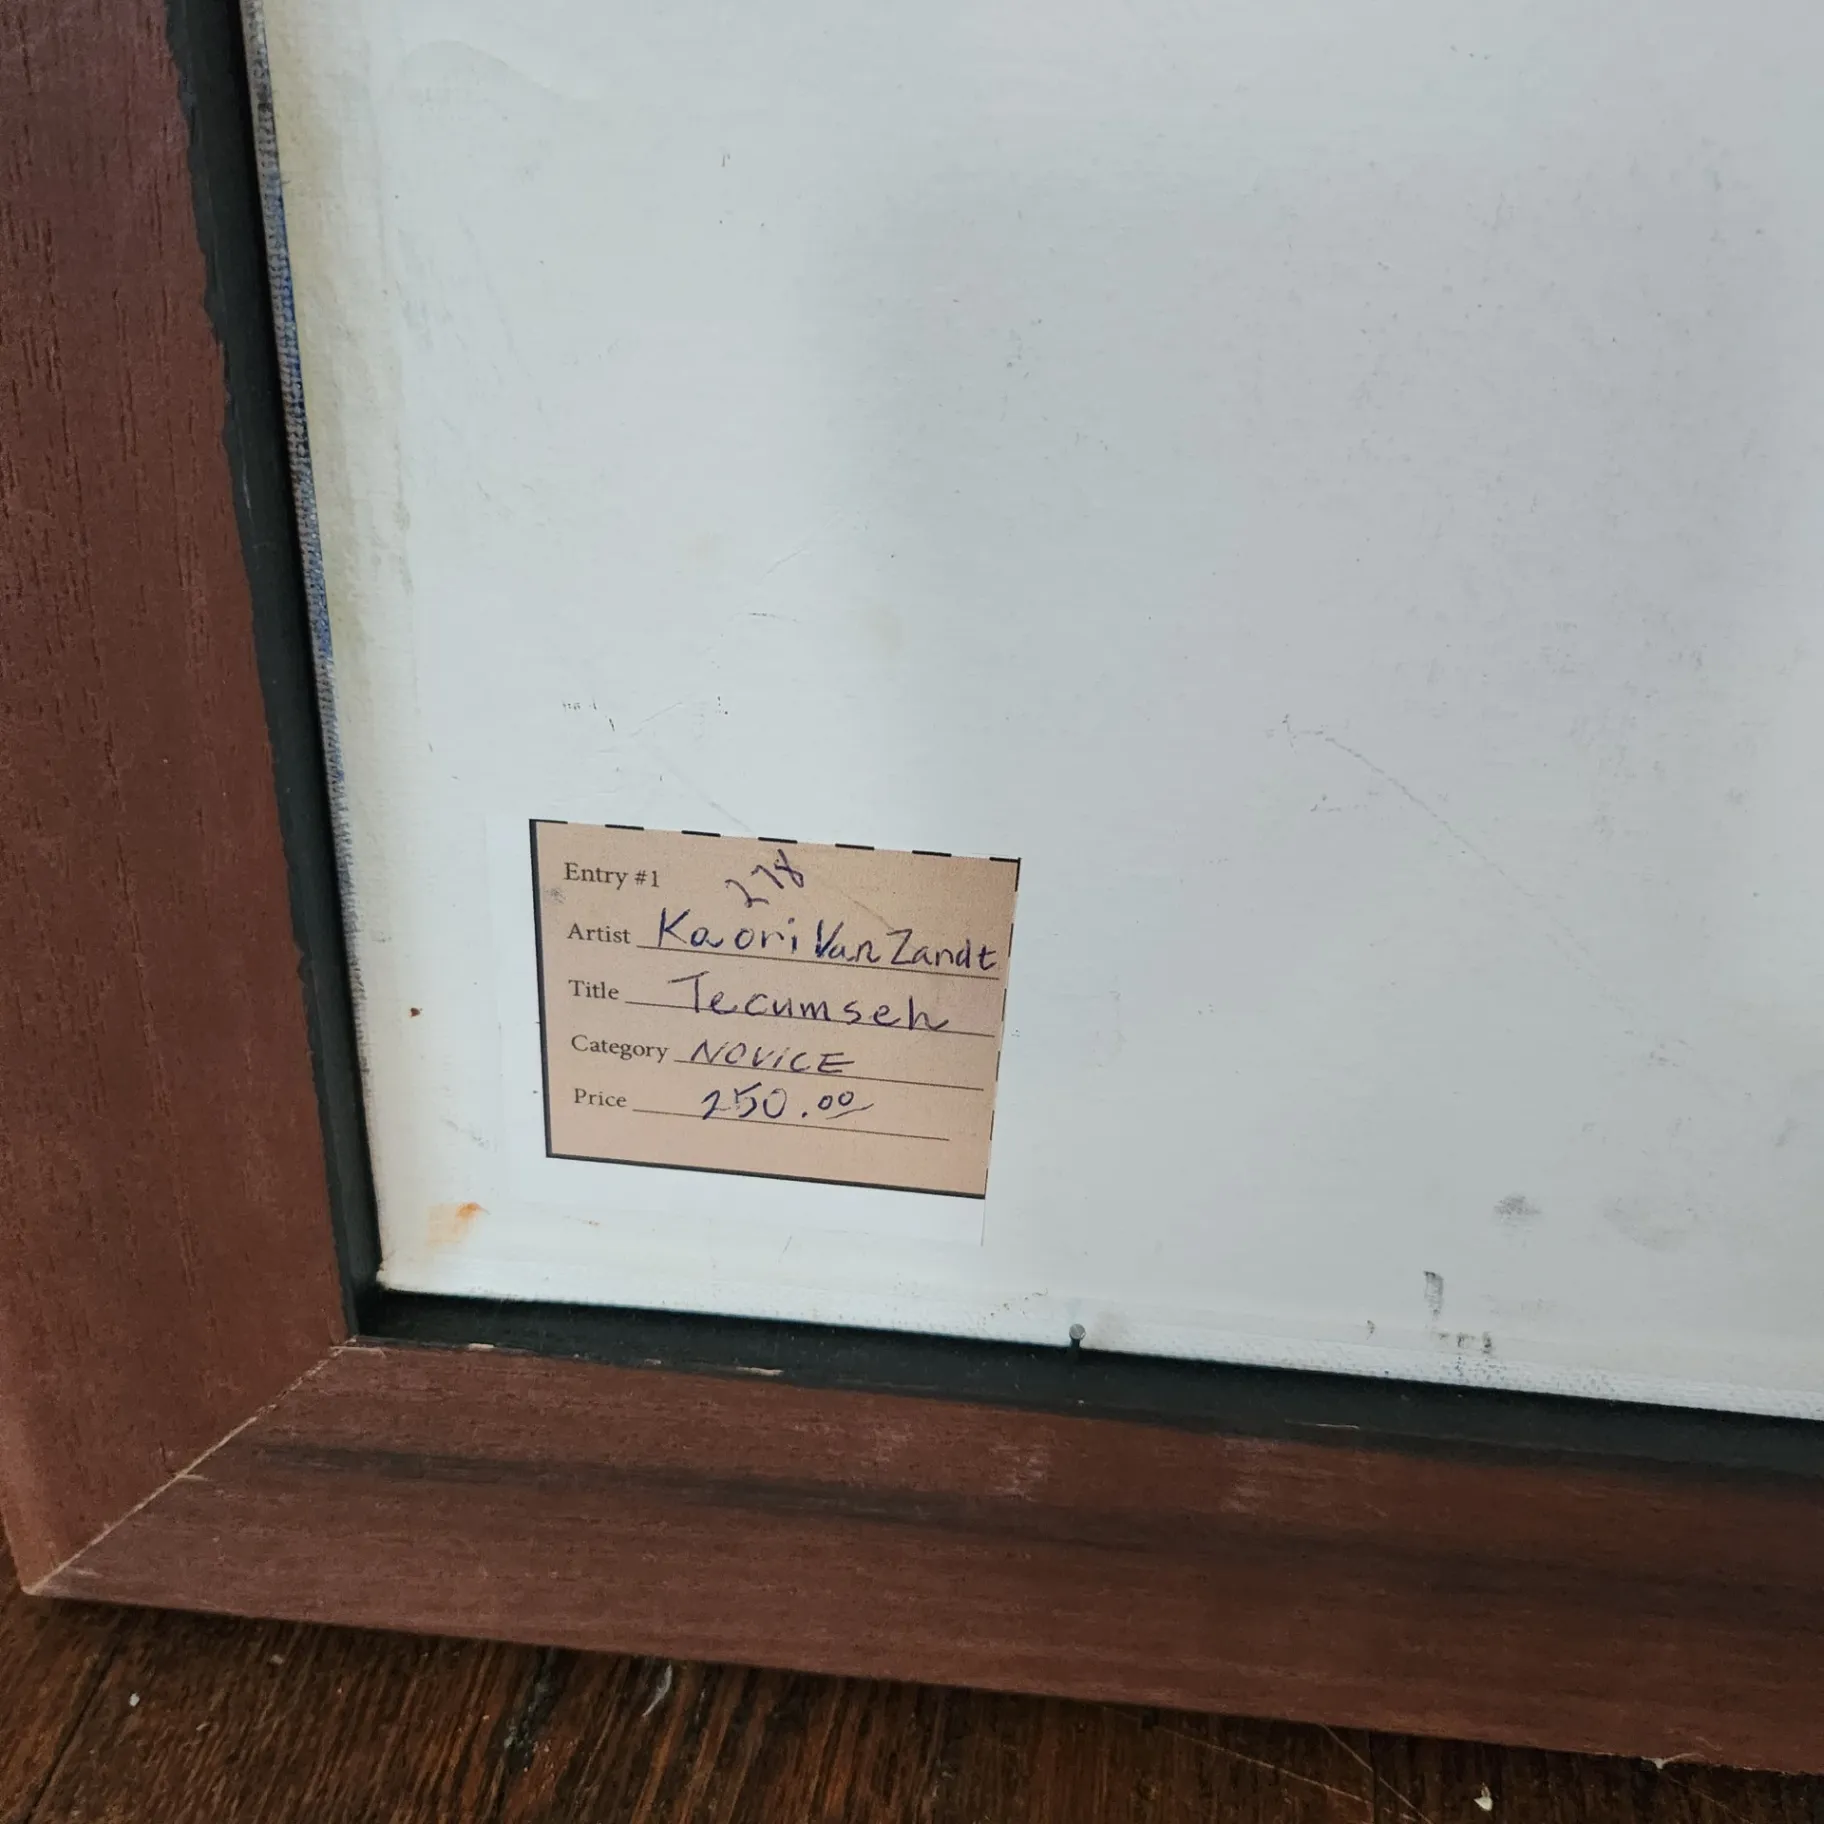 Entry #1 278
Artist Kaori Van Zandt
Title Tecumseh
Category NOVICE
Price 250.00